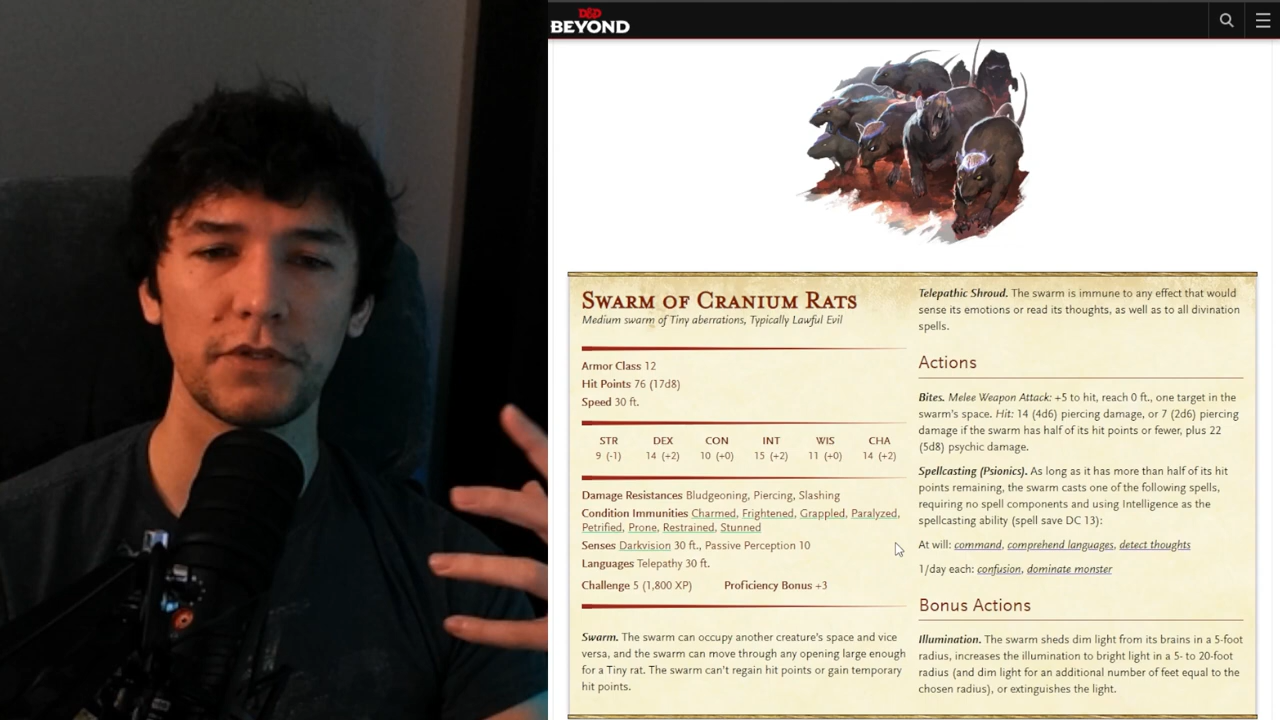 D&D
BEYOND
Swarm of Cranium Rats
Medium swarm of Tiny aberrations, Typically Lawful Evil
Armor Class 12
Hit Points 76 (17d8)
Speed 30 ft.
STR DEX CON INT WIS CHA
9 (-1) 14 (+2) 10 (+0) 15 (+2) 11 (+0) 14 (+2)
Damage Resistances Bludgeoning, Piercing, Slashing
Condition Immunities Charmed, Frightened, Grappled, Paralyzed,
Petrified, Prone, Restrained, Stunned
Senses Darkvision 30 ft., Passive Perception 10
Languages Telepathy 30 ft.
Challenge 5 (1,800 XP) Proficiency Bonus +3
Swarm. The swarm can occupy another creature's space and vice
versa, and the swarm can move through any opening large enough
for a Tiny rat. The swarm can't regain hit points or gain temporary
hit points.
Telepathic Shroud. The swarm is immune to any effect that would
sense its emotions or read its thoughts, as well as to all divination
spells.
Actions
Bites. Melee Weapon Attack: +5 to hit, reach 0 ft., one target in the
swarm's space. Hit: 14 (4d6) piercing damage, or 7 (2d6) piercing
damage if the swarm has half of its hit points or fewer, plus 22
(5d8) psychic damage.
Spellcasting (Psionics). As long as it has more than half of its hit
points remaining, the swarm casts one of the following spells,
requiring no spell components and using Intelligence as the
spellcasting ability (spell save DC 13):
At will: command, comprehend languages, detect thoughts
1/day each: confusion, dominate monster
Bonus Actions
Illumination. The swarm sheds dim light from its brains in a 5-foot
radius, increases the illumination to bright light in a 5- to 20-foot
radius (and dim light for an additional number of feet equal to the
chosen radius), or extinguishes the light.